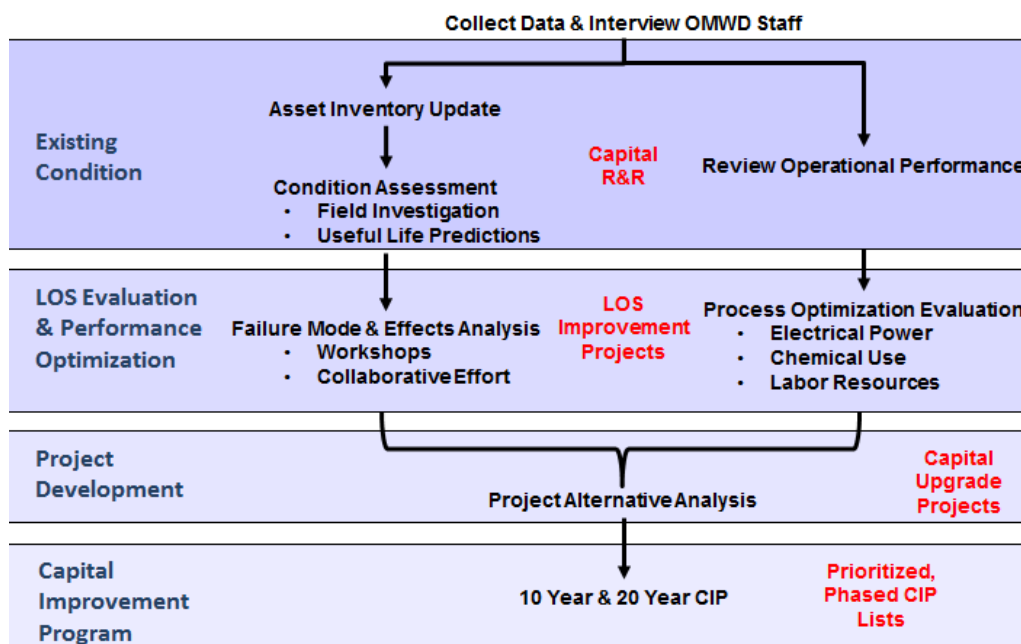 Collect Data & Interview OMWD Staff
Existing
Condition
Asset Inventory Update
Condition Assessment
• Field Investigation
• Useful Life Predictions
Capital
R&R
Review Operational Performance
LOS Evaluation
& Performance
Optimization
Failure Mode & Effects Analysis
• Workshops
• Collaborative Effort
LOS
Improvement
Projects
Process Optimization Evaluation
• Electrical Power
• Chemical Use
• Labor Resources
Project
Development
Project Alternative Analysis
Capital
Upgrade
Projects
Capital
Improvement
Program
10 Year & 20 Year CIP
Prioritized,
Phased CIP
Lists